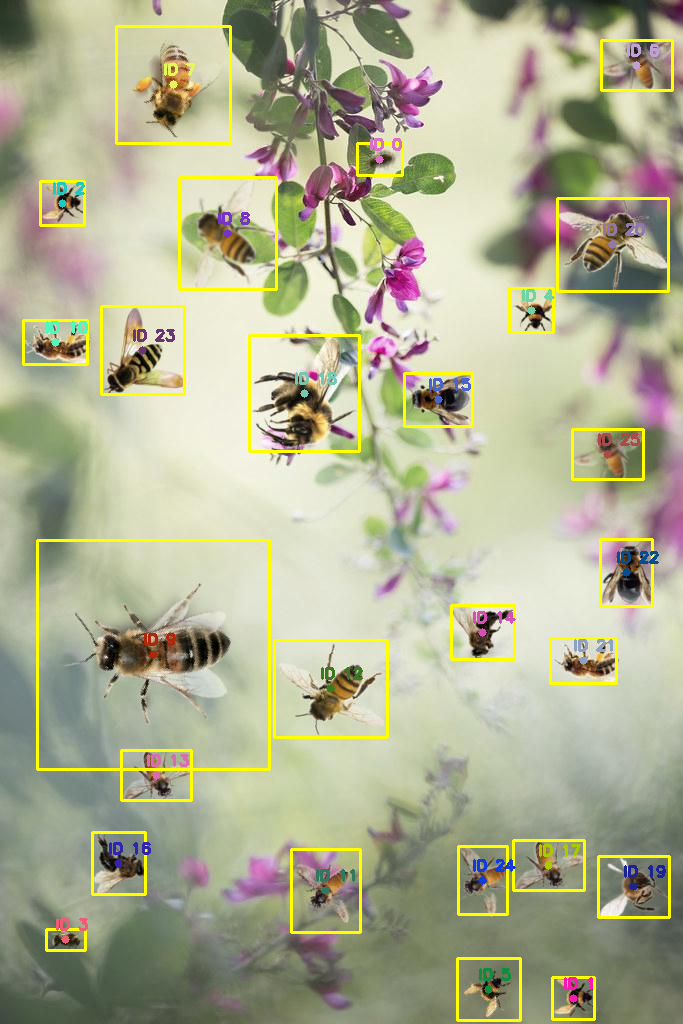 ID 6
ID 7
ID 0
ID 2
ID 8
ID 20
ID 4
ID 10
ID 23
ID 18
ID 15
ID 25
ID 22
ID 14
ID 9
ID 21
ID 12
ID 13
ID 16
ID 17
ID 24
ID 11
ID 19
ID 3
ID 5
ID 1